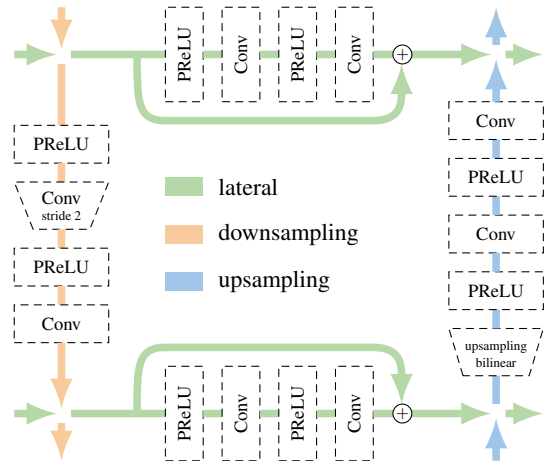 PReLU
Conv
PReLU
Conv
+
PReLU
Conv
stride 2
PReLU
Conv
lateral
downsampling
upsampling
Conv
PReLU
Conv
PReLU
upsampling
bilinear
PReLU
Conv
PReLU
Conv
+